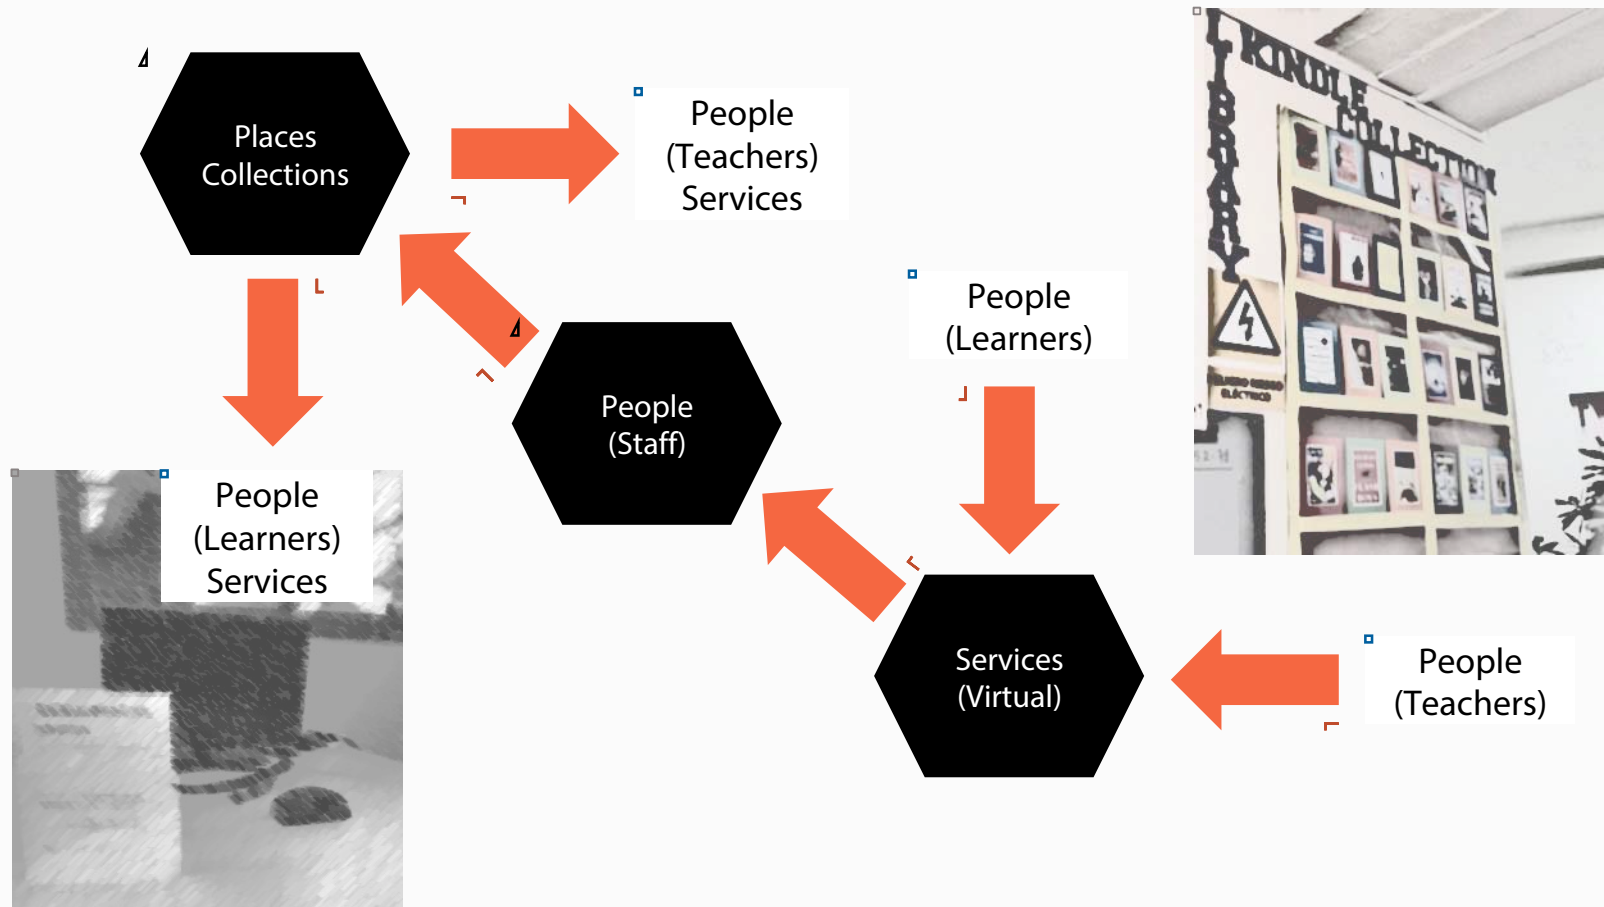 Places
Collections
People
(Teachers)
Services
People
(Staff)
People
(Learners)
People
(Learners)
Services
Services
(Virtual)
People
(Teachers)
LIBRARY
KINDLE
COLLECTION
ELÉCTRICO